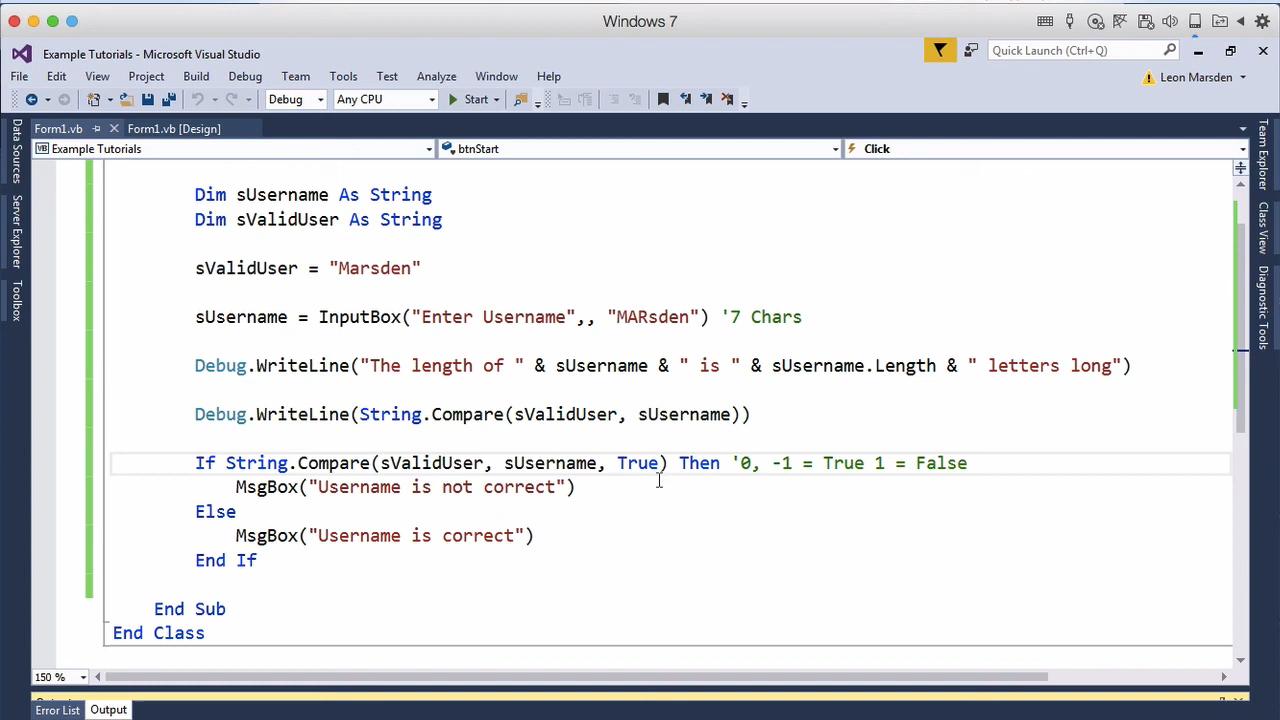 Windows 7
Example Tutorials - Microsoft Visual Studio
Quick Launch (Ctrl+Q)
File Edit View Project Build Debug Team Tools Test Analyze Window Help
Leon Marsden
Debug Any CPU Start
Form1.vb Form1.vb [Design]
Example Tutorials btnStart Click
Data Sources
Server Explorer
Toolbox
Dim sUsername As String
Dim sValidUser As String
sValidUser = "Marsden"
sUsername = InputBox("Enter Username",, "MARsden") '7 Chars
Debug.WriteLine("The length of " & sUsername & " is " & sUsername.Length & " letters long")
Debug.WriteLine(String.Compare(sValidUser, sUsername))
If String.Compare(sValidUser, sUsername, True) Then '0, -1 = True 1 = False
MsgBox("Username is not correct")
Else
MsgBox("Username is correct")
End If
End Sub
End Class
Team Explorer
Class View
Diagnostic Tools
150 %
Error List Output